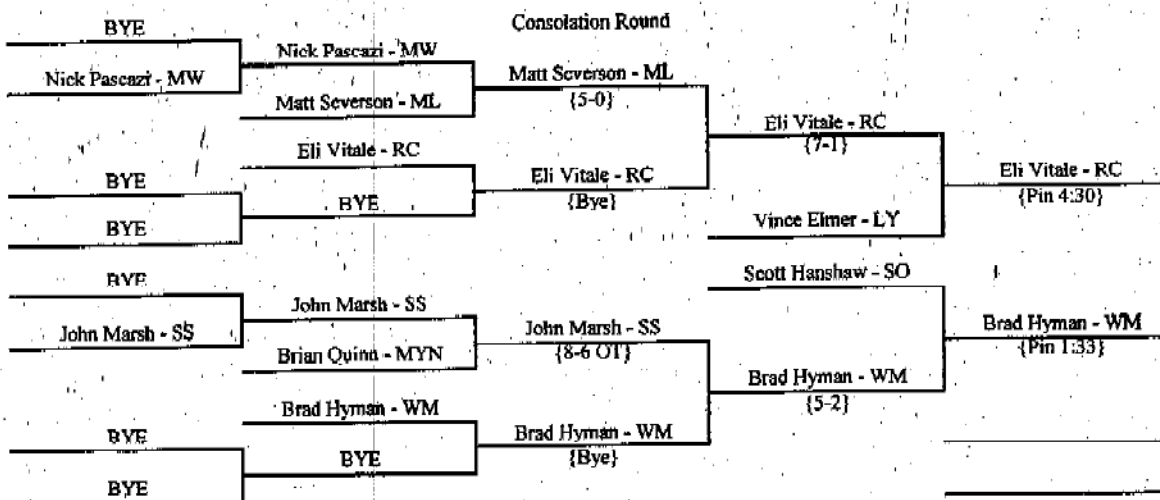 Consolation Round
BYE
Nick Pascazi - MW
BYE
BYE
BYE
John Marsh - SS
BYE
BYE
Nick Pascazi - MW
Matt Severson - ML
Eli Vitale - RC
BYE
John Marsh - SS
Brian Quinn - MYN
Brad Hyman - WM
BYE
Matt Severson - ML
{5-0}
Eli Vitale - RC
{Bye}
John Marsh - SS
{8-6 OT}
Brad Hyman - WM
{Bye}
Eli Vitale - RC
{7-1}
Vince Elmer - LY
Scott Hanshaw - SO
Brad Hyman - WM
{5-2}
Eli Vitale - RC
{Pin 4:30}
Brad Hyman - WM
{Pin 1:33}